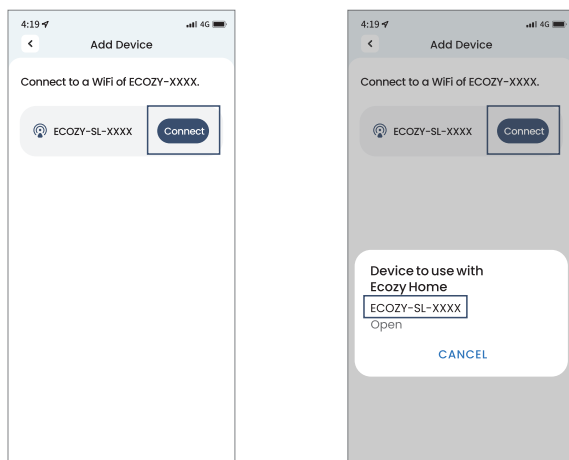 4:19
4G
Add Device
Connect to a WiFi of ECOZY-XXXX.
ECOZY-SL-XXXX
Connect
4:19
4G
Add Device
Connect to a WiFi of ECOZY-XXXX.
ECOZY-SL-XXXX
Connect
Device to use with
Ecozy Home
ECOZY-SL-XXXX
Open
CANCEL